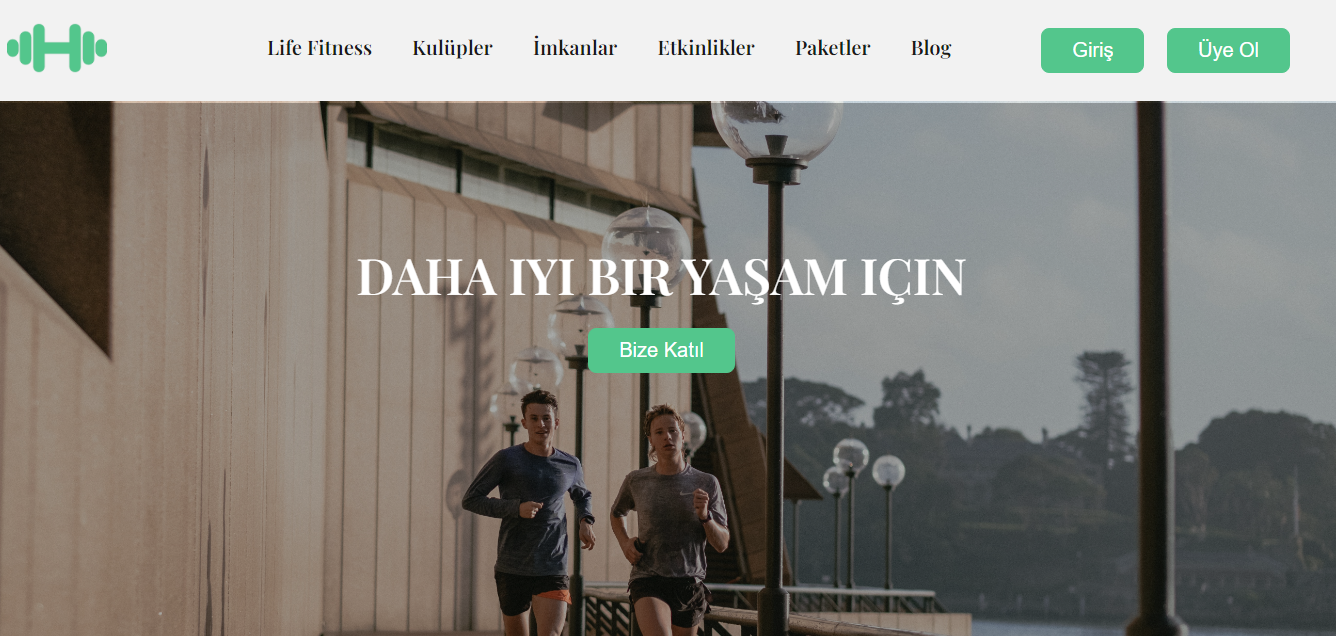 Life Fitness Kulüpler İmkanlar Etkinlikler Paketler Blog Giriş Üye Ol
DAHA IYI BIR YAŞAM IÇIN
Bize Katıl